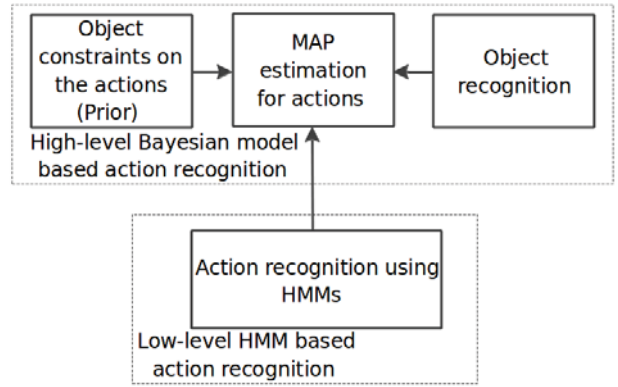 Object
constraints on
the actions
(Prior)
MAP
estimation
for actions
Object
recognition
High-level Bayesian model
based action recognition
Action recognition using
HMMs
Low-level HMM based
action recognition